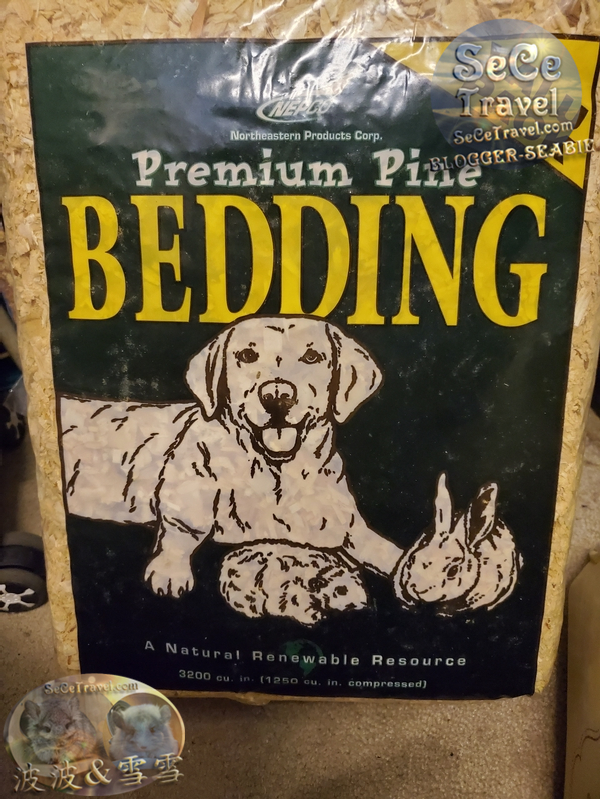 NEPCO
Northeastern Products Corp.
Premium Pine
BEDDING
A Natural Renewable Resource
3200 cu. in. (1250 cu. in. compressed)
SeCe
Travel
SeCeTravel.com
BLOGGER-SEABIE
SeCeTravel.com
波波&雪雪